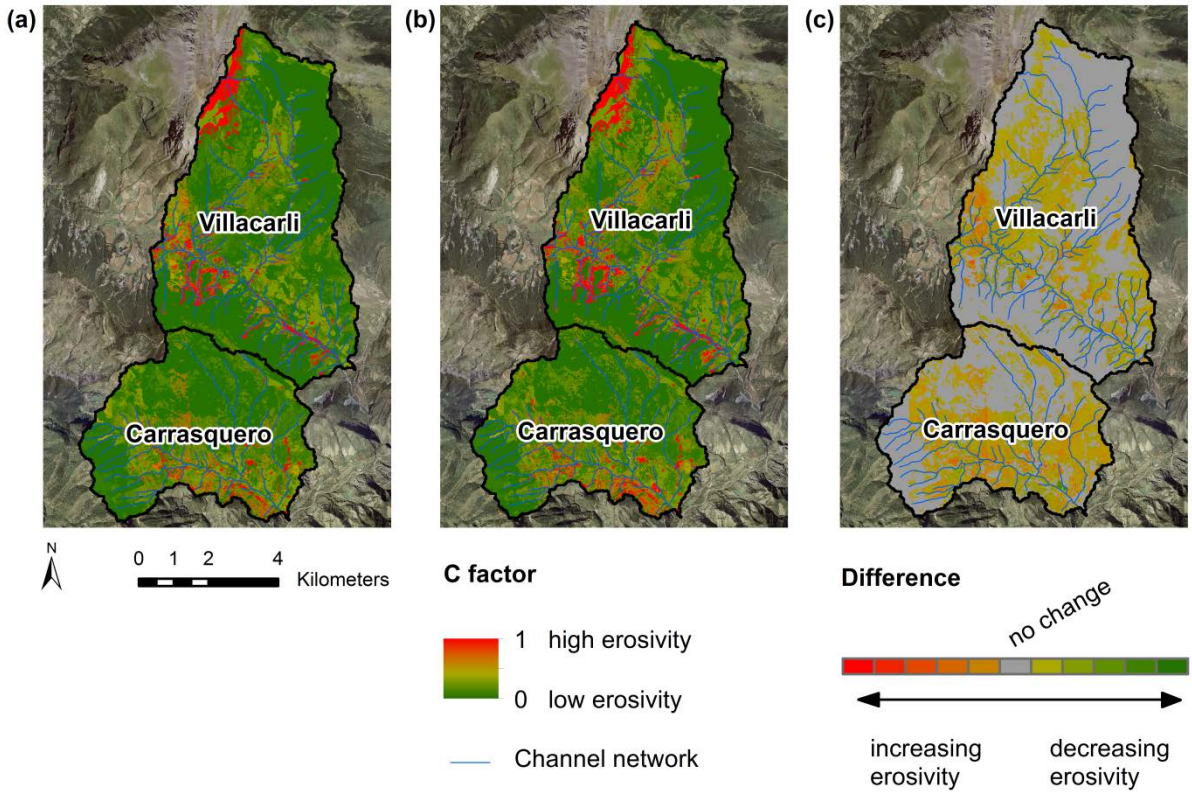 (a)
(b)
(c)
Villacarli
Villacarli
Villacarli
Carrasquero
Carrasquero
Carrasquero
N
0 1 2 4
Kilometers
C factor
1 high erosivity
0 low erosivity
Channel network
Difference
no change
increasing
erosivity
decreasing
erosivity